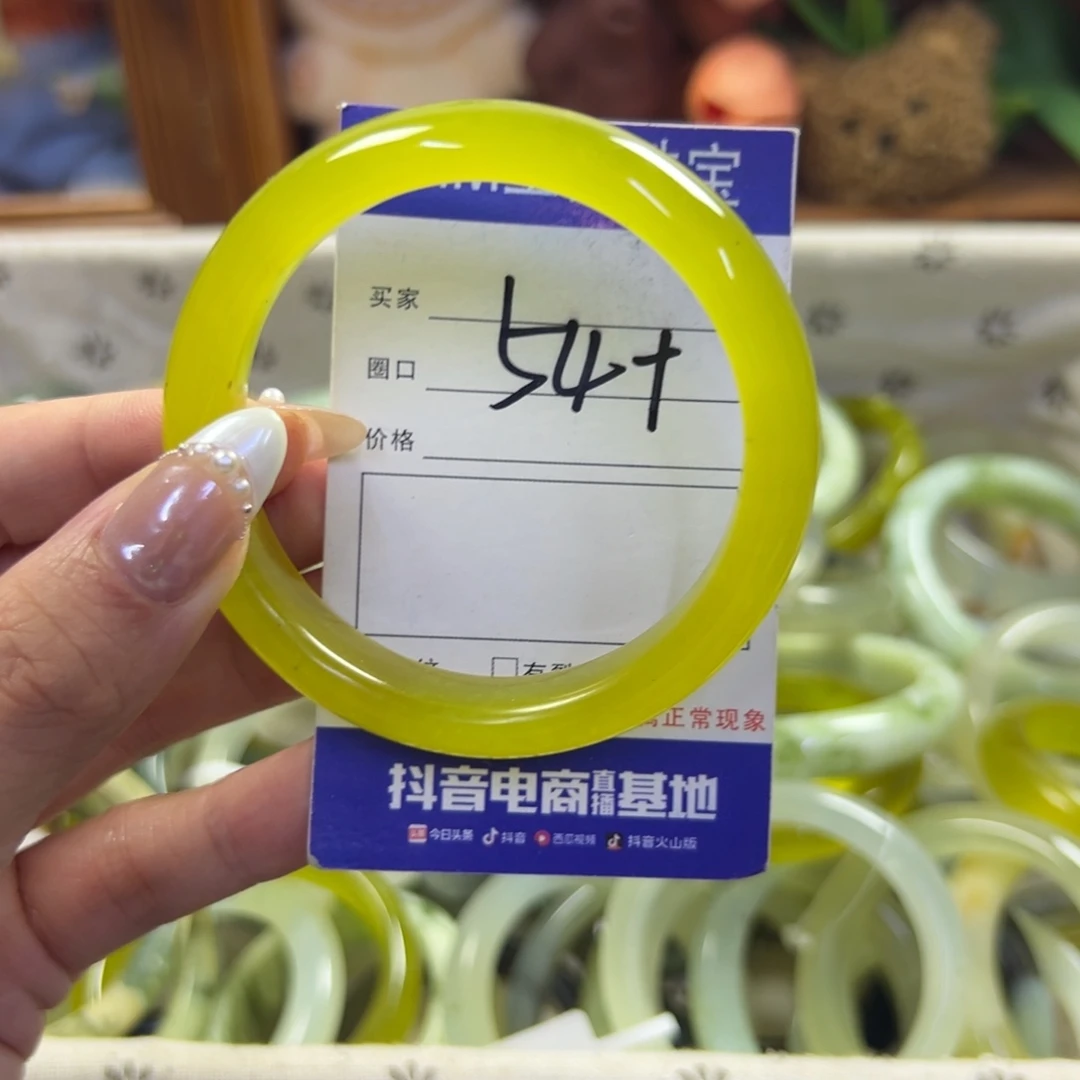 宝
买家
54+
圈口
价格
有
正常现象
抖音电商直播基地
今日头条 抖音 西瓜视频 抖音火山版